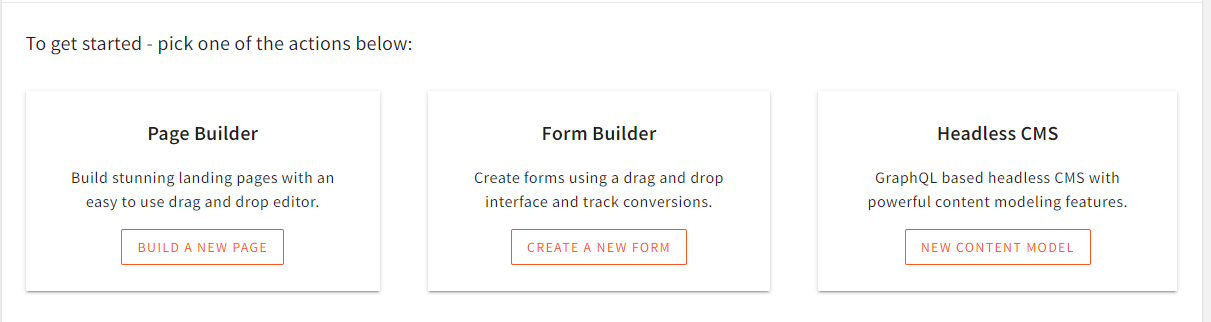 To get started - pick one of the actions below:
Page Builder
Build stunning landing pages with an
easy to use drag and drop editor.
BUILD A NEW PAGE
Form Builder
Create forms using a drag and drop
interface and track conversions.
CREATE A NEW FORM
Headless CMS
GraphQL based headless CMS with
powerful content modeling features.
NEW CONTENT MODEL